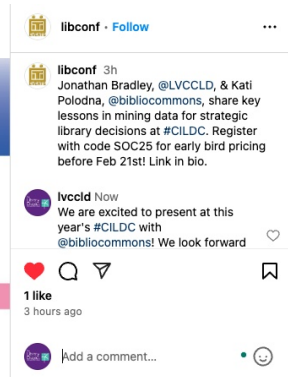 libconf • Follow
libconf 3h
Jonathan Bradley, @LVCCLD, & Kati
Polodna, @bibliocommons, share key
lessons in mining data for strategic
library decisions at #CILDC. Register
with code SOC25 for early bird pricing
before Feb 21st! Link in bio.
lvccld Now
We are excited to present at this
year's #CILDC with
@bibliocommons! We look forward
1 like
3 hours ago
Add a comment...